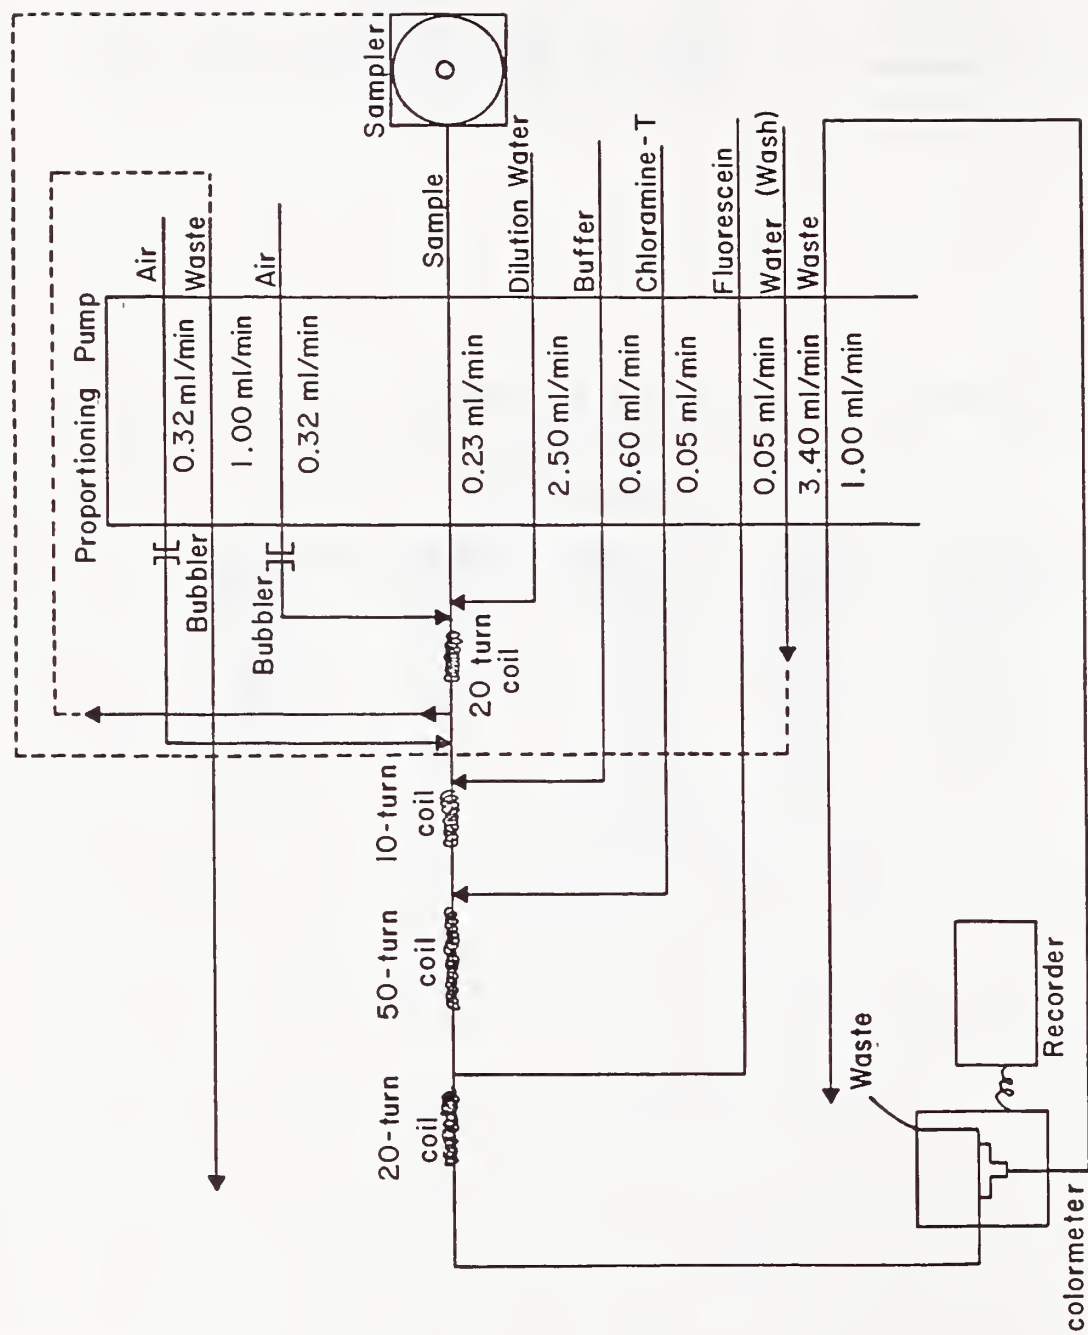 Sampler
Proportioning Pump
Air
0.32 ml/min
Bubbler
Waste
1.00 ml/min
Air
0.32 ml/min
Bubbler
Sample
0.23 ml/min
20 turn
coil
Dilution Water
2.50 ml/min
Buffer
0.60 ml/min
10-turn
coil
Chloramine-T
0.05 ml/min
50-turn
coil
Fluorescein
0.05 ml/min
20-turn
coil
Water (Wash)
3.40 ml/min
Waste
1.00 ml/min
Waste
Recorder
colormeter